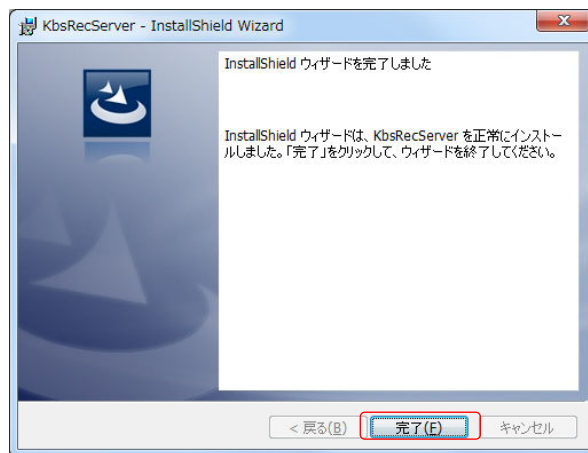 KbsRecServer - InstallShield Wizard
InstallShield ウィザードを完了しました
InstallShield ウィザードは、KbsRecServer を正常にインストー
ルしました。「完了」をクリックして、ウィザードを終了してください。
< 戻る(B)
完了(F)
キャンセル